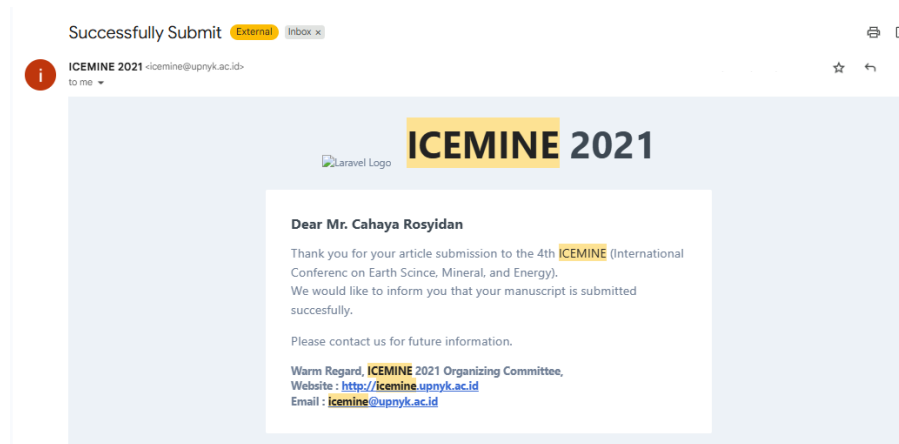 Successfully Submit External Inbox ×
ICEMINE 2021 <icemine@upnyk.ac.id>
to me
i
Laravel Logo
ICEMINE 2021
Dear Mr. Cahaya Rosyidan
Thank you for your article submission to the 4th ICEMINE (International
Conferenc on Earth Scince, Mineral, and Energy).
We would like to inform you that your manuscript is submitted
succesfully.
Please contact us for future information.
Warm Regard, ICEMINE 2021 Organizing Committee,
Website : http://icemine.upnyk.ac.id
Email : icemine@upnyk.ac.id